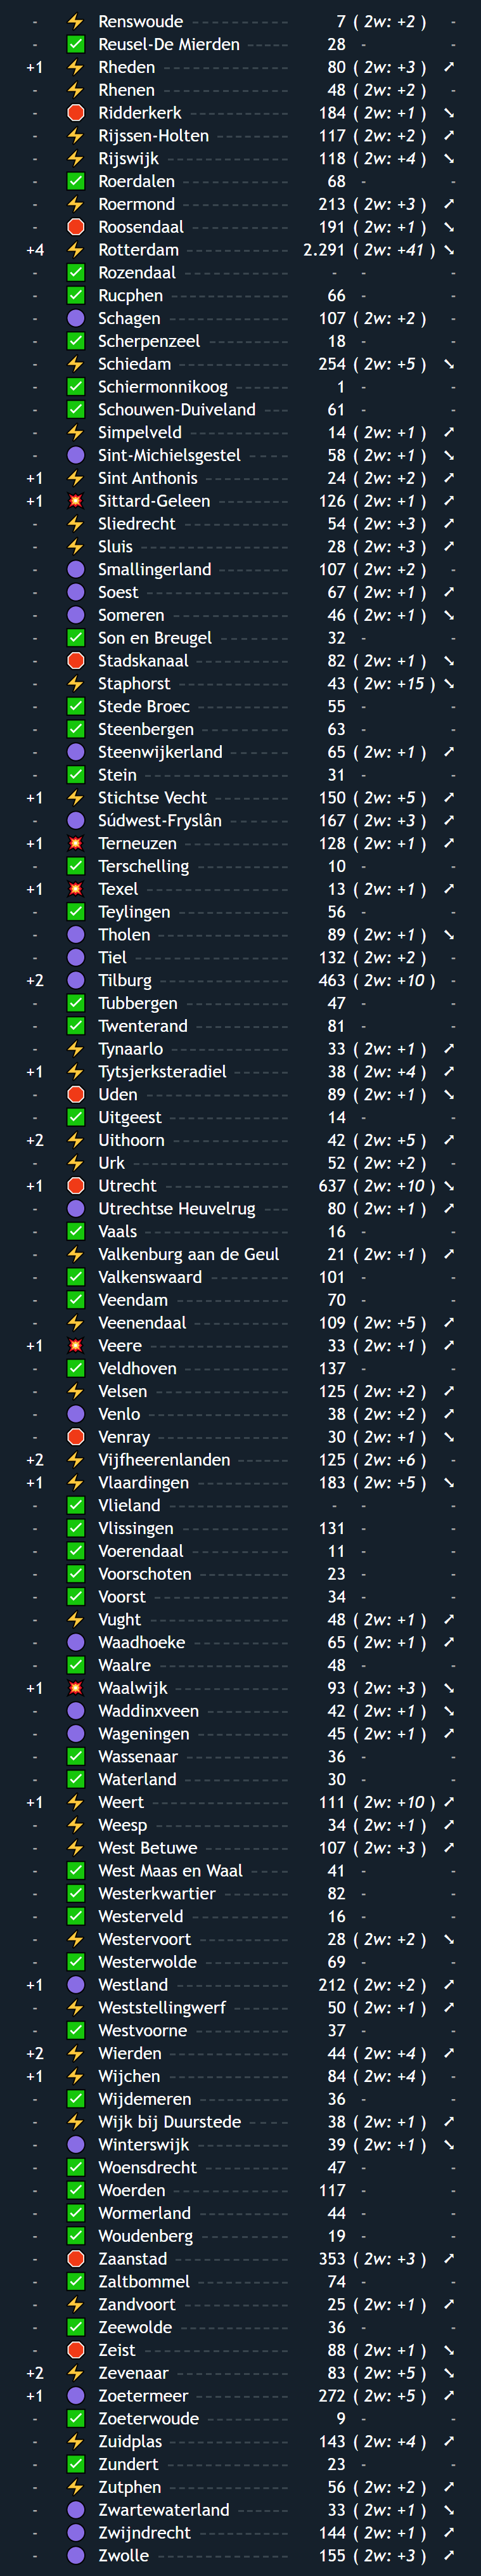 - ⚡ Renswoude 7 ( 2w: +2 ) -
- ✅ Reusel-De Mierden ------------- 28 - -
+1 ⚡ Rheden ------------- 80 ( 2w: +3 ) ➚
- ⚡ Rhenen ------------- 48 ( 2w: +2 ) -
- 🛑 Ridderkerk ------------- 184 ( 2w: +1 ) ➘
- ⚡ Rijssen-Holten ------------- 117 ( 2w: +2 ) ➚
- ⚡ Rijswijk ------------- 118 ( 2w: +4 ) ➘
- ✅ Roerdalen ------------- 68 - -
- ⚡ Roermond ------------- 213 ( 2w: +3 ) ➚
- 🛑 Roosendaal ------------- 191 ( 2w: +1 ) ➘
+4 ⚡ Rotterdam ------------- 2.291 ( 2w: +41 ) ➘
- ✅ Rozendaal ------------- - - -
- ✅ Rucphen ------------- 66 - -
- 🟣 Schagen ------------- 107 ( 2w: +2 ) -
- ✅ Scherpenzeel ------------- 18 - -
- ⚡ Schiedam ------------- 254 ( 2w: +5 ) ➘
- ✅ Schiermonnikoog ------------- 1 - -
- ✅ Schouwen-Duiveland ---- 61 - -
- ⚡ Simpelveld ------------- 14 ( 2w: +1 ) ➚
- 🟣 Sint-Michielsgestel ------ 58 ( 2w: +1 ) ➘
+1 ⚡ Sint Anthonis ------------- 24 ( 2w: +2 ) ➚
+1 💥 Sittard-Geleen ------------- 126 ( 2w: +1 ) ➚
- ⚡ Sliedrecht ------------- 54 ( 2w: +3 ) ➚
- ⚡ Sluis ------------- 28 ( 2w: +3 ) ➚
- 🟣 Smallingerland ------------- 107 ( 2w: +2 ) -
- 🟣 Soest ------------- 67 ( 2w: +1 ) ➚
- 🟣 Someren ------------- 46 ( 2w: +1 ) ➘
- ✅ Son en Breugel ------------- 32 - -
- 🛑 Stadskanaal ------------- 82 ( 2w: +1 ) ➘
- ⚡ Staphorst ------------- 43 ( 2w: +15 ) ➘
- ✅ Stede Broec ------------- 55 - -
- ✅ Steenbergen ------------- 63 - -
- 🟣 Steenwijkerland -------- 65 ( 2w: +1 ) ➚
- ✅ Stein ------------- 31 - -
+1 ⚡ Stichtse Vecht ------------- 150 ( 2w: +5 ) ➚
- 🟣 Súdwest-Fryslân -------- 167 ( 2w: +3 ) ➚
+1 💥 Terneuzen ------------- 128 ( 2w: +1 ) ➚
- ✅ Terschelling ------------- 10 - -
+1 💥 Texel ------------- 13 ( 2w: +1 ) ➚
- ✅ Teylingen ------------- 56 - -
- 🟣 Tholen ------------- 89 ( 2w: +1 ) ➘
- 🟣 Tiel ------------- 132 ( 2w: +2 ) -
+2 🟣 Tilburg ------------- 463 ( 2w: +10 ) -
- ✅ Tubbergen ------------- 47 - -
- ✅ Twenterand ------------- 81 - -
- ⚡ Tynaarlo ------------- 33 ( 2w: +1 ) ➚
+1 ⚡ Tytsjerksteradiel -------- 38 ( 2w: +4 ) ➚
- 🛑 Uden ------------- 89 ( 2w: +1 ) ➘
- ✅ Uitgeest ------------- 14 - -
+2 ⚡ Uithoorn ------------- 42 ( 2w: +5 ) ➚
- ⚡ Urk ------------- 52 ( 2w: +2 ) -
+1 🛑 Utrecht ------------- 637 ( 2w: +10 ) ➘
- 🟣 Utrechtse Heuvelrug ---- 80 ( 2w: +1 ) ➚
- ✅ Vaals ------------- 16 - -
- ⚡ Valkenburg aan de Geul 21 ( 2w: +1 ) ➚
- ✅ Valkenswaard ------------- 101 - -
- ✅ Veendam ------------- 70 - -
- ⚡ Veenendaal ------------- 109 ( 2w: +5 ) ➚
+1 💥 Veere ------------- 33 ( 2w: +1 ) ➚
- ✅ Veldhoven ------------- 137 - -
- ⚡ Velsen ------------- 125 ( 2w: +2 ) ➚
- 🟣 Venlo ------------- 38 ( 2w: +2 ) ➚
- 🛑 Venray ------------- 30 ( 2w: +1 ) ➘
+2 ⚡ Vijfheerenlanden ------- 125 ( 2w: +6 ) -
+1 ⚡ Vlaardingen ------------- 183 ( 2w: +5 ) ➘
- ✅ Vlieland ------------- - - -
- ✅ Vlissingen ------------- 131 - -
- ✅ Voerendaal ------------- 11 - -
- ✅ Voorschoten ------------- 23 - -
- ✅ Voorst ------------- 34 - -
- ⚡ Vught ------------- 48 ( 2w: +1 ) ➚
- 🟣 Waadhoeke ------------- 65 ( 2w: +1 ) ➚
- ✅ Waalre ------------- 48 - -
+1 💥 Waalwijk ------------- 93 ( 2w: +3 ) ➘
- 🟣 Waddinxveen ------------- 42 ( 2w: +1 ) ➘
- 🟣 Wageningen ------------- 45 ( 2w: +1 ) ➚
- ✅ Wassenaar ------------- 36 - -
- ✅ Waterland ------------- 30 - -
+1 ⚡ Weert ------------- 111 ( 2w: +10 ) ➚
- ⚡ Weesp ------------- 34 ( 2w: +1 ) ➚
- ⚡ West Betuwe ------------- 107 ( 2w: +3 ) ➚
- ✅ West Maas en Waal ------ 41 - -
- ✅ Westerkwartier ------------- 82 - -
- ✅ Westerveld ------------- 16 - -
- ⚡ Westervoort ------------- 28 ( 2w: +2 ) ➘
- ✅ Westerwolde ------------- 69 - -
+1 🟣 Westland ------------- 212 ( 2w: +2 ) ➚
- ⚡ Weststellingwerf -------- 50 ( 2w: +1 ) ➚
- ✅ Westvoorne ------------- 37 - -
+2 ⚡ Wierden ------------- 44 ( 2w: +4 ) ➚
+1 ⚡ Wijchen ------------- 84 ( 2w: +4 ) -
- ✅ Wijdemeren ------------- 36 - -
- ⚡ Wijk bij Duurstede ---- 38 ( 2w: +1 ) ➚
- 🟣 Winterswijk ------------- 39 ( 2w: +1 ) ➘
- ✅ Woensdrecht ------------- 47 - -
- ✅ Woerden ------------- 117 - -
- ✅ Wormerland ------------- 44 - -
- ✅ Woudenberg ------------- 19 - -
- 🛑 Zaanstad ------------- 353 ( 2w: +3 ) ➚
- ✅ Zaltbommel ------------- 74 - -
- ⚡ Zandvoort ------------- 25 ( 2w: +1 ) ➚
- ✅ Zeewolde ------------- 36 - -
- 🛑 Zeist ------------- 88 ( 2w: +1 ) ➘
+2 ⚡ Zevenaar ------------- 83 ( 2w: +5 ) ➘
+1 🟣 Zoetermeer ------------- 272 ( 2w: +5 ) ➚
- ✅ Zoeterwoude ------------- 9 - -
- ⚡ Zuidplas ------------- 143 ( 2w: +4 ) ➚
- ✅ Zundert ------------- 23 - -
- ⚡ Zutphen ------------- 56 ( 2w: +2 ) ➚
- 🟣 Zwartewaterland ------- 33 ( 2w: +1 ) ➘
- 🟣 Zwijndrecht ------------- 144 ( 2w: +1 ) ➚
- 🟣 Zwolle ------------- 155 ( 2w: +3 ) ➚